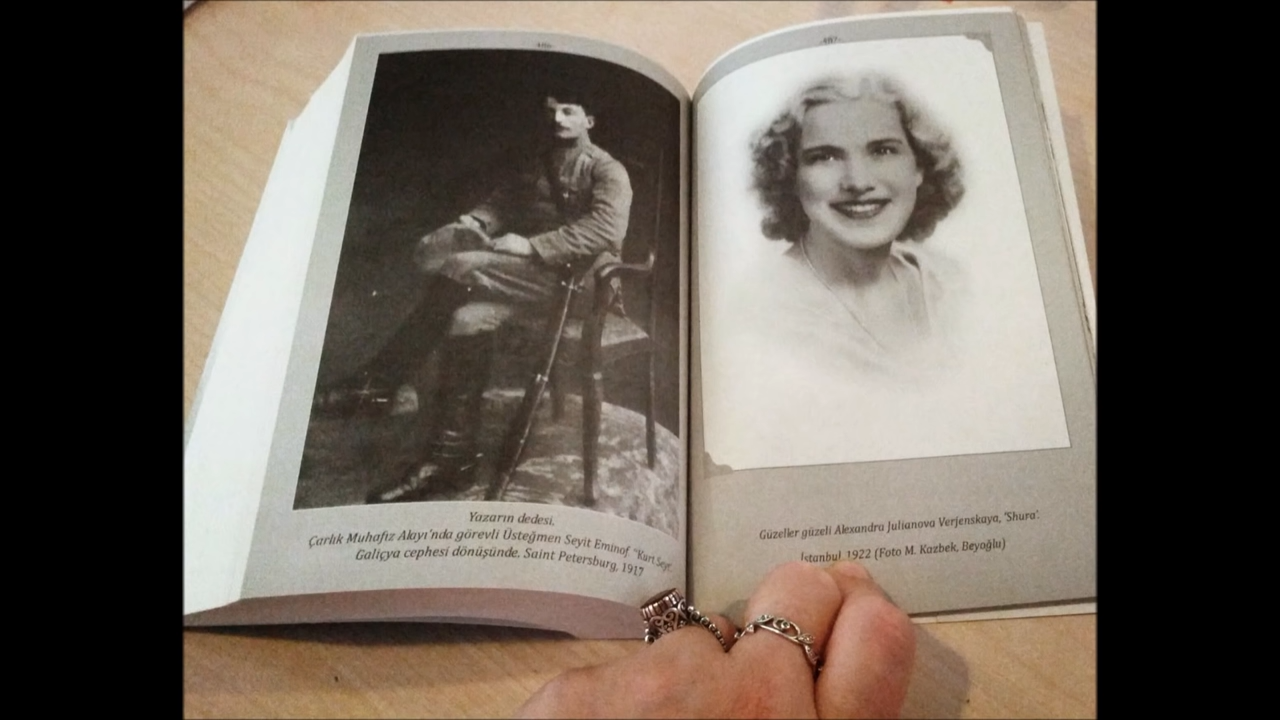 Yazarın dedesi,
Çarlık Muhafız Alayı'nda görevli Üsteğmen Seyit Eminof, "Kurt Seyt"
Galiçya cephesi dönüşünde, Saint Petersburg, 1917
Güzeller güzeli Alexandra Julianova Verjenskaya, 'Shura'.
İstanbul, 1922 (Foto M. Kazbek, Beyoğlu)